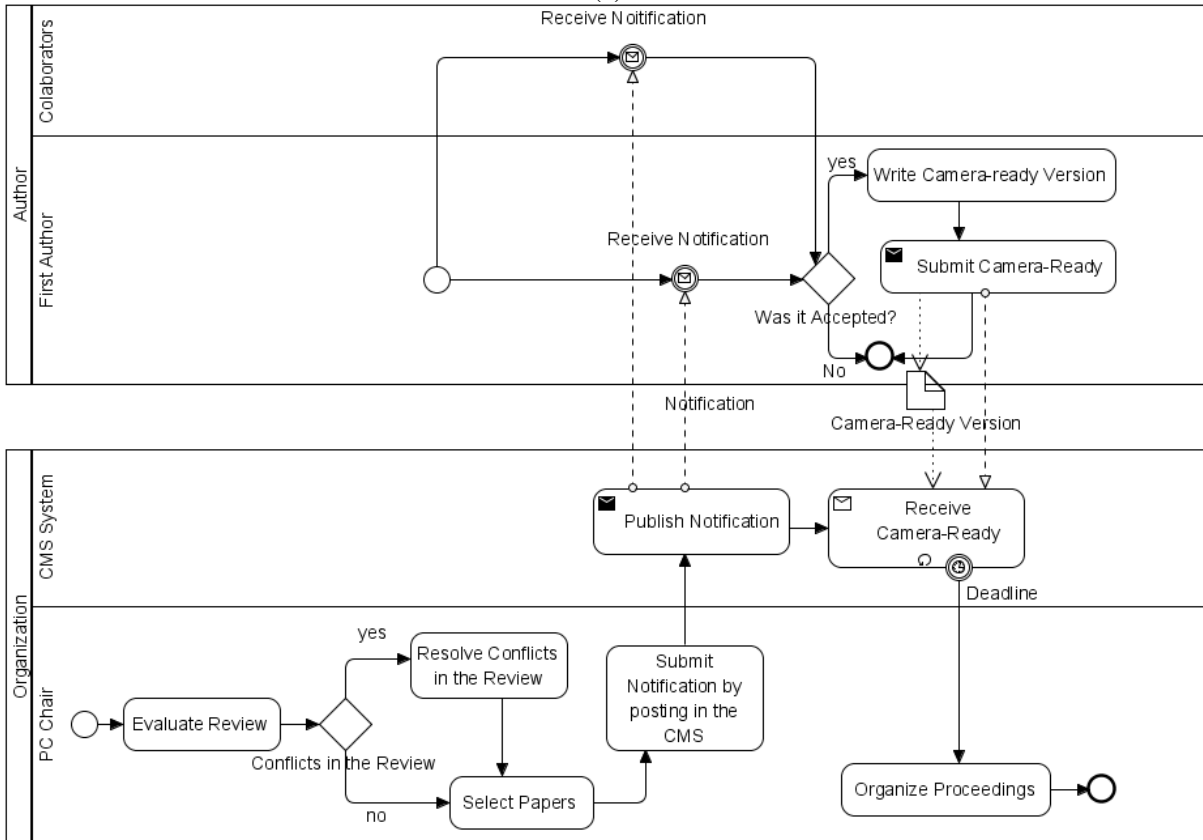 Receive Noitification
Colaborators
Author
First Author
yes
Write Camera-ready Version
Receive Notification
Submit Camera-Ready
Was it Accepted?
No
Notification
Camera-Ready Version
Organization
CMS System
Publish Notification
Receive
Camera-Ready
Deadline
PC Chair
yes
Resolve Conflicts
in the Review
Submit
Notification by
posting in the
CMS
Evaluate Review
Conflicts in the Review
no
Select Papers
Organize Proceedings